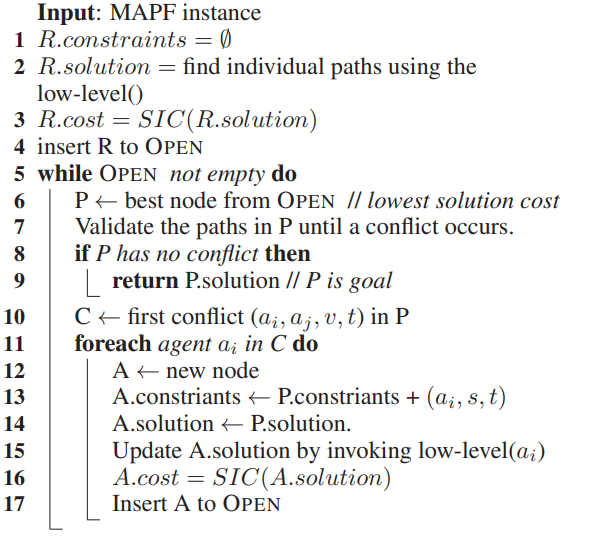 Input: MAPF instance
1 R.constraints = ∅
2 R.solution = find individual paths using the
low-level()
3 R.cost = SIC(R.solution)
4 insert R to OPEN
5 while OPEN not empty do
6 P ← best node from OPEN // lowest solution cost
7 Validate the paths in P until a conflict occurs.
8 if P has no conflict then
9 return P.solution // P is goal
10 C ← first conflict (a_i, a_j, v, t) in P
11 foreach agent a_i in C do
12 A ← new node
13 A.constriants ← P.constriants + (a_i, s, t)
14 A.solution ← P.solution.
15 Update A.solution by invoking low-level(a_i)
16 A.cost = SIC(A.solution)
17 Insert A to OPEN